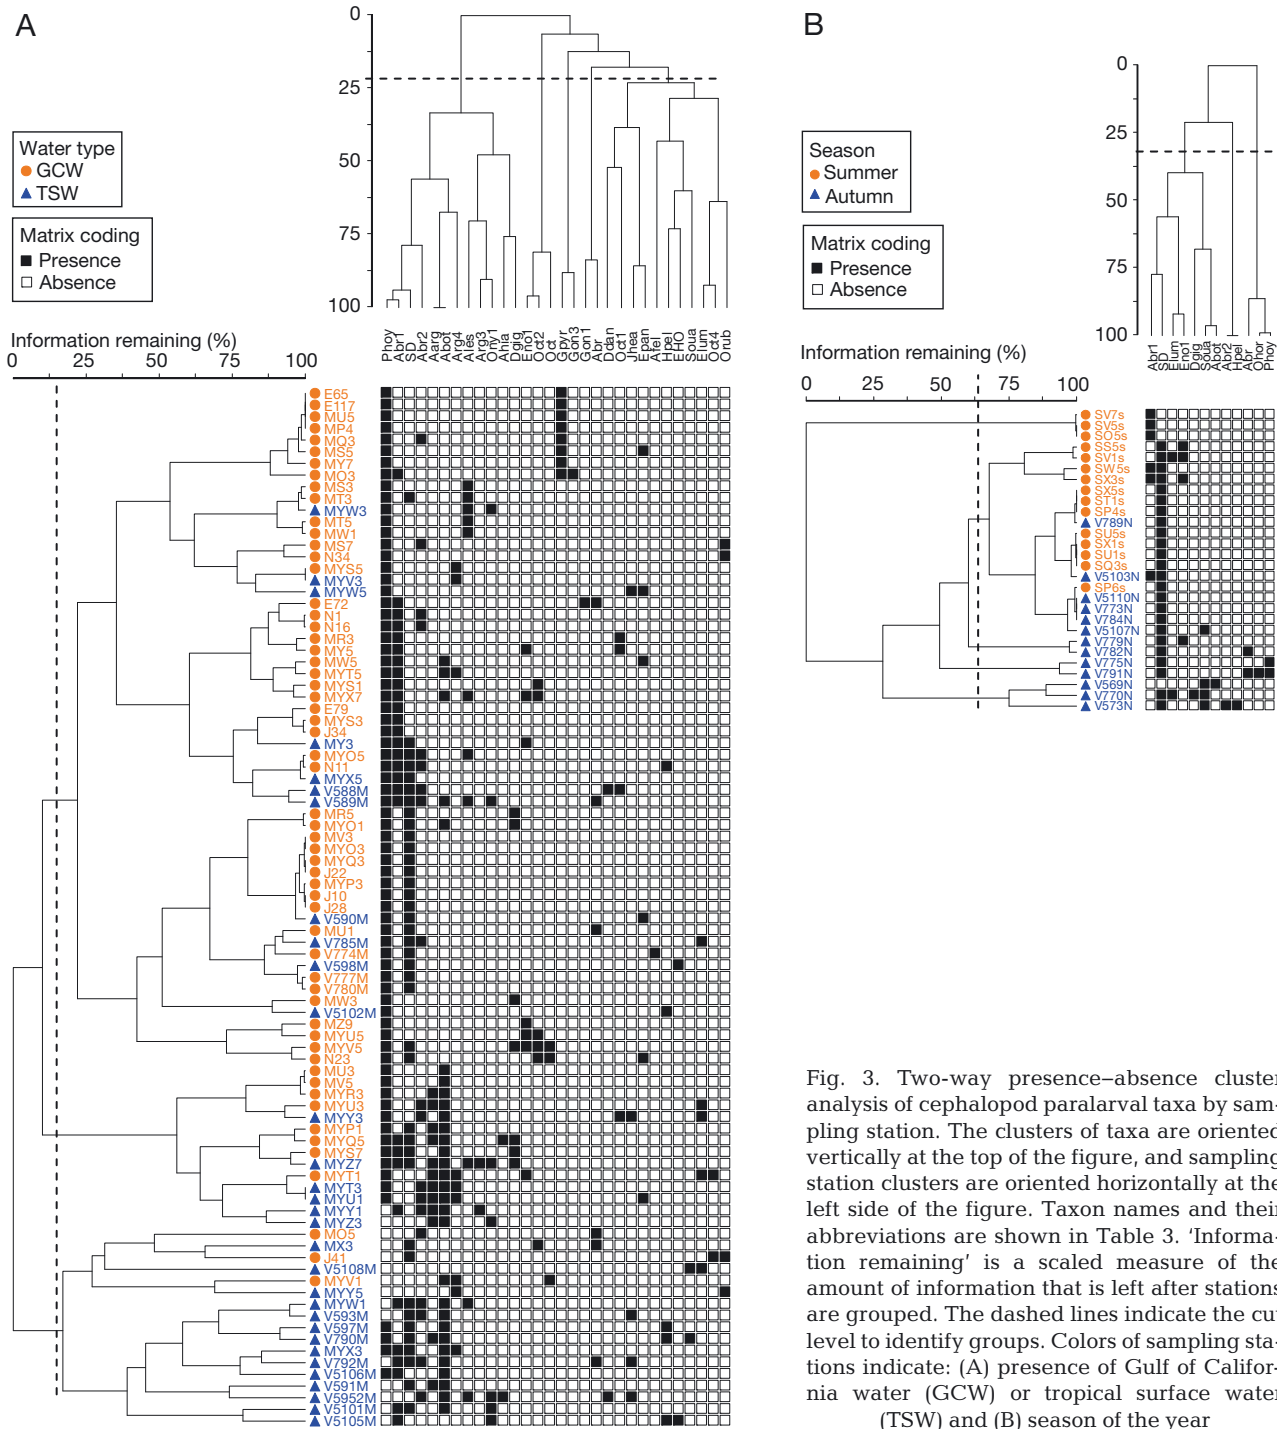 A
0
25
50
75
100
Water type
GCW
TSW
Matrix coding
Presence
Absence
Information remaining (%)
0 25 50 75 100
Phoy Abr1 SD Abr2 Aarg Abot Arg4 Ales Arg3 Ony1 Ahia Dgig Eno1 Oct2 Oct Gpyr Gon3 Gon1 Abr Ddan Oct1 Jhea Epan Afel Hpel EHO Soua Elum Oct4 Orub
E65
E117
MU5
MP4
MQ3
MS5
MY7
MO3
MS3
MT3
MYW3
MT5
MW1
MS7
N34
MYS5
MYV3
MYW5
E72
N1
N16
MR3
MY5
MW5
MYT5
MYS1
MYX7
E79
MYS3
J34
MY3
MYO5
N11
MYX5
V588M
V589M
MR5
MYO1
MV3
MYO3
MYQ3
J22
MYP3
J10
J28
V590M
MU1
V785M
V774M
V598M
V777M
V780M
MW3
V5102M
MZ9
MYU5
MYV5
N23
MU3
MV5
MYR3
MYU3
MYY3
MYP1
MYQ5
MYS7
MYZ7
MYT1
MYT3
MYU1
MYY1
MYZ3
MO5
MX3
J41
V5108M
MYV1
MYY5
MYW1
V593M
V597M
V790M
MYX3
V792M
V5106M
V591M
V5952M
V5101M
V5105M
B
0
25
50
75
100
Season
Summer
Autumn
Matrix coding
Presence
Absence
Information remaining (%)
0 25 50 75 100
Abr1 SD Elum Eno1 Dgig Soua Abot Abr2 Hpel Abr Ohor Phoy
SV7s
SV5s
SO5s
SS5s
SV1s
SW5s
SX3s
SX5s
ST1s
SP4s
V789N
SU5s
SX1s
SU1s
SQ3s
V5103N
SP6s
V5110N
V773N
V784N
V5107N
V779N
V782N
V775N
V791N
V569N
V770N
V573N
Fig. 3. Two-way presence–absence cluster
analysis of cephalopod paralarval taxa by sam-
pling station. The clusters of taxa are oriented
vertically at the top of the figure, and sampling
station clusters are oriented horizontally at the
left side of the figure. Taxon names and their
abbreviations are shown in Table 3. 'Informa-
tion remaining' is a scaled measure of the
amount of information that is left after stations
are grouped. The dashed lines indicate the cut
level to identify groups. Colors of sampling sta-
tions indicate: (A) presence of Gulf of Califor-
nia water (GCW) or tropical surface water
(TSW) and (B) season of the year